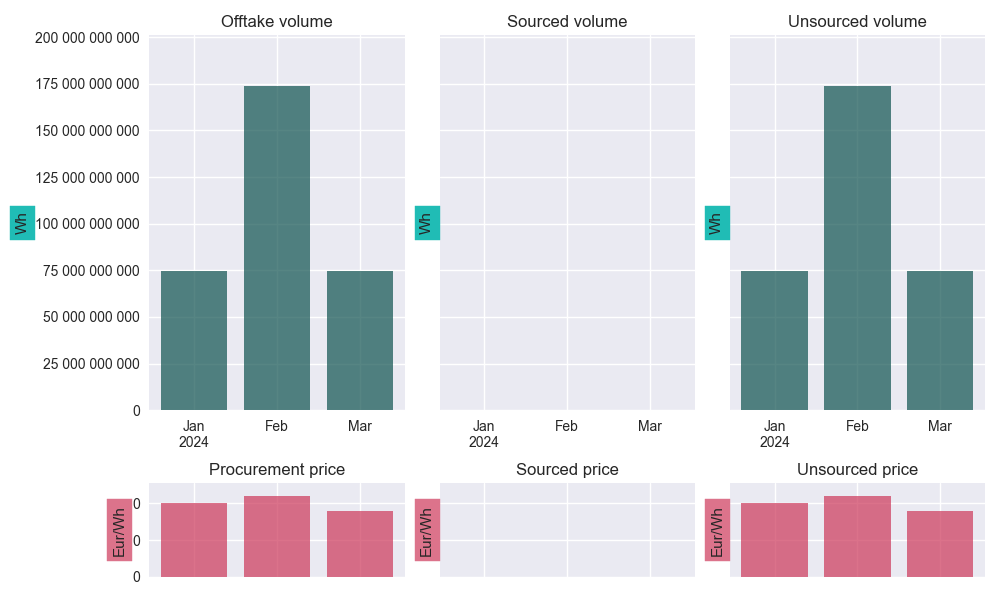 Offtake volume
Sourced volume
Unsourced volume
200 000 000 000
175 000 000 000
150 000 000 000
125 000 000 000
100 000 000 000
75 000 000 000
50 000 000 000
25 000 000 000
0
Wh
Wh
Wh
Jan
2024
Feb
Mar
Jan
2024
Feb
Mar
Jan
2024
Feb
Mar
Procurement price
Sourced price
Unsourced price
0
0
0
Eur/Wh
Eur/Wh
Eur/Wh